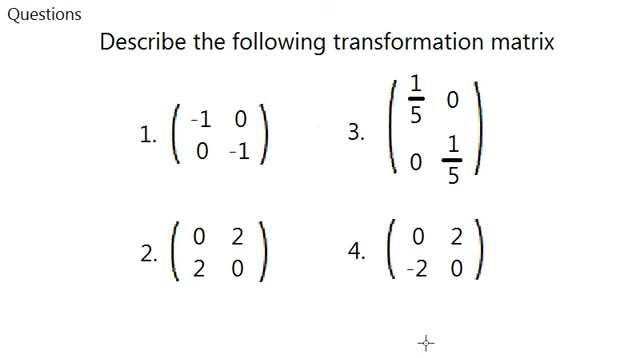 Questions
Describe the following transformation matrix
1. ( -1 0
0 -1 )
3. ( 1/5 0
0 1/5 )
2. ( 0 2
2 0 )
4. ( 0 2
-2 0 )